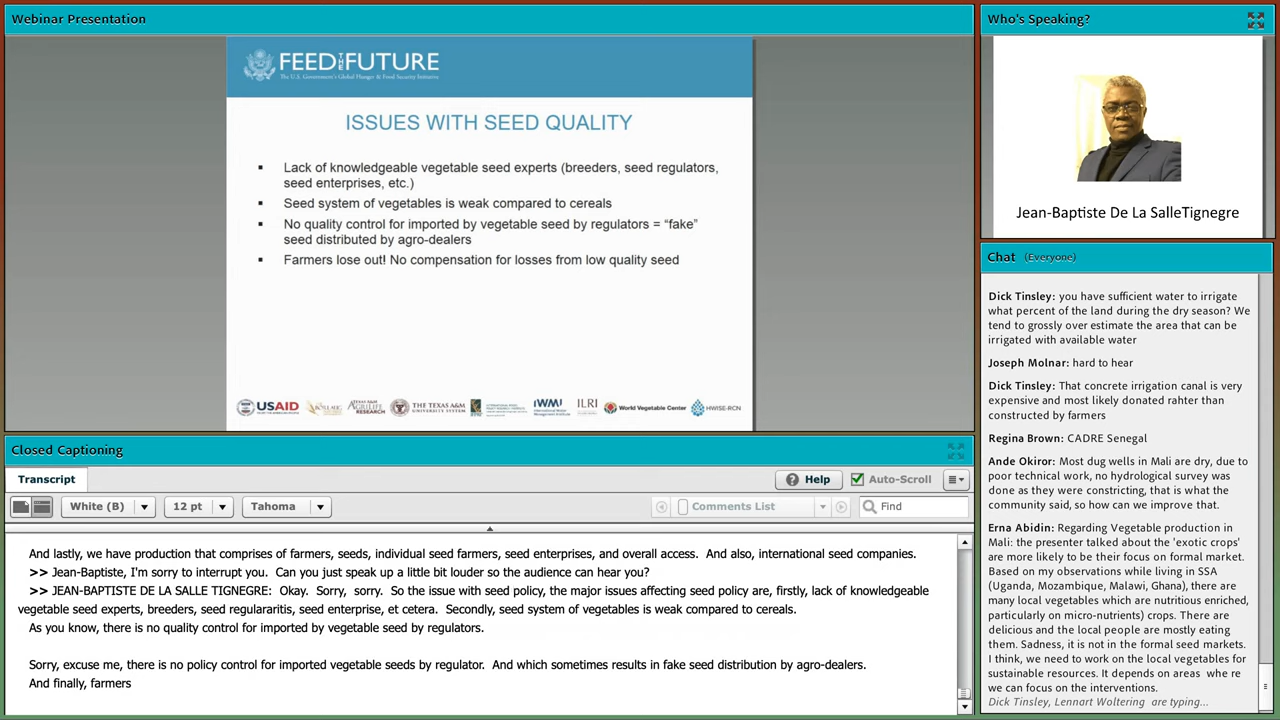 Webinar Presentation
FEED THE FUTURE
The U.S. Government's Global Hunger & Food Security Initiative
ISSUES WITH SEED QUALITY
▪ Lack of knowledgeable vegetable seed experts (breeders, seed regulators,
seed enterprises, etc.)
▪ Seed system of vegetables is weak compared to cereals
▪ No quality control for imported by vegetable seed by regulators = “fake”
seed distributed by agro-dealers
▪ Farmers lose out! No compensation for losses from low quality seed
USAID
TEXAS A&M
AGRILIFE
RESEARCH
THE TEXAS A&M
UNIVERSITY SYSTEM
IWMI
International Water
Management Institute
ILRI
World Vegetable Center
HWISE-RCN
Who's Speaking?
Jean-Baptiste De La SalleTignegre
Chat (Everyone)
Dick Tinsley: you have sufficient water to irrigate
what percent of the land during the dry season? We
tend to grossly over estimate the area that can be
irrigated with available water
Joseph Molnar: hard to hear
Dick Tinsley: That concrete irrigation canal is very
expensive and most likely donated rahter than
constructed by farmers
Regina Brown: CADRE Senegal
Ande Okiror: Most dug wells in Mali are dry, due to
poor technical work, no hydrological survey was
done as they were constricting, that is what the
community said, so how can we improve that.
Erna Abidin: Regarding Vegetable production in
Mali: the presenter talked about the 'exotic crops'
are more likely to be their focus on formal market.
Based on my observations while living in SSA
(Uganda, Mozambique, Malawi, Ghana), there are
many local vegetables which are nutritious enriched,
particularly on micro-nutrients) crops. There are
delicious and the local people are mostly eating
them. Sadness, it is not in the formal seed markets.
I think, we need to work on the local vegetables for
sustainable resources. It depends on areas whe re
we can focus on the interventions.
Dick Tinsley, Lennart Woltering are typing...
Closed Captioning
Transcript
Help
Auto-Scroll
White (B)
12 pt
Tahoma
Comments List
Find
And lastly, we have production that comprises of farmers, seeds, individual seed farmers, seed enterprises, and overall access. And also, international seed companies.
>> Jean-Baptiste, I'm sorry to interrupt you. Can you just speak up a little bit louder so the audience can hear you?
>> JEAN-BAPTISTE DE LA SALLE TIGNEGRE: Okay. Sorry, sorry. So the issue with seed policy, the major issues affecting seed policy are, firstly, lack of knowledgeable
vegetable seed experts, breeders, seed regulararitis, seed enterprise, et cetera. Secondly, seed system of vegetables is weak compared to cereals.
As you know, there is no quality control for imported by vegetable seed by regulators.
Sorry, excuse me, there is no policy control for imported vegetable seeds by regulator. And which sometimes results in fake seed distribution by agro-dealers.
And finally, farmers